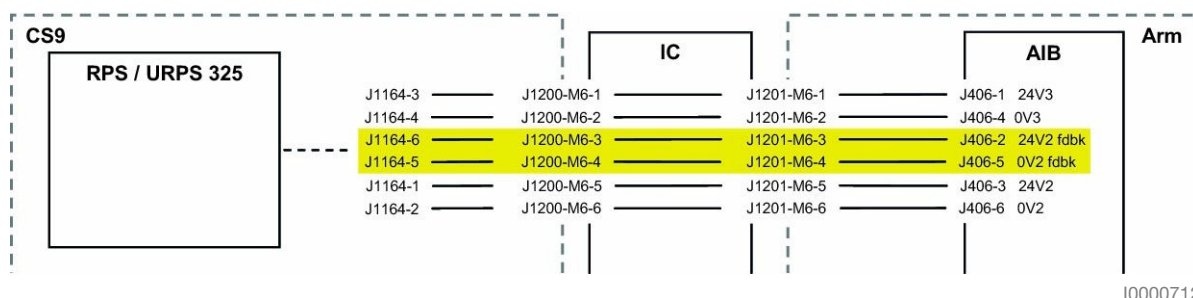 CS9
IC
Arm
AIB
RPS / URPS 325
J1164-3 J1200-M6-1 J1201-M6-1 J406-1 24V3
J1164-4 J1200-M6-2 J1201-M6-2 J406-4 0V3
J1164-6 J1200-M6-3 J1201-M6-3 J406-2 24V2 fdbk
J1164-5 J1200-M6-4 J1201-M6-4 J406-5 0V2 fdbk
J1164-1 J1200-M6-5 J1201-M6-5 J406-3 24V2
J1164-2 J1200-M6-6 J1201-M6-6 J406-6 0V2